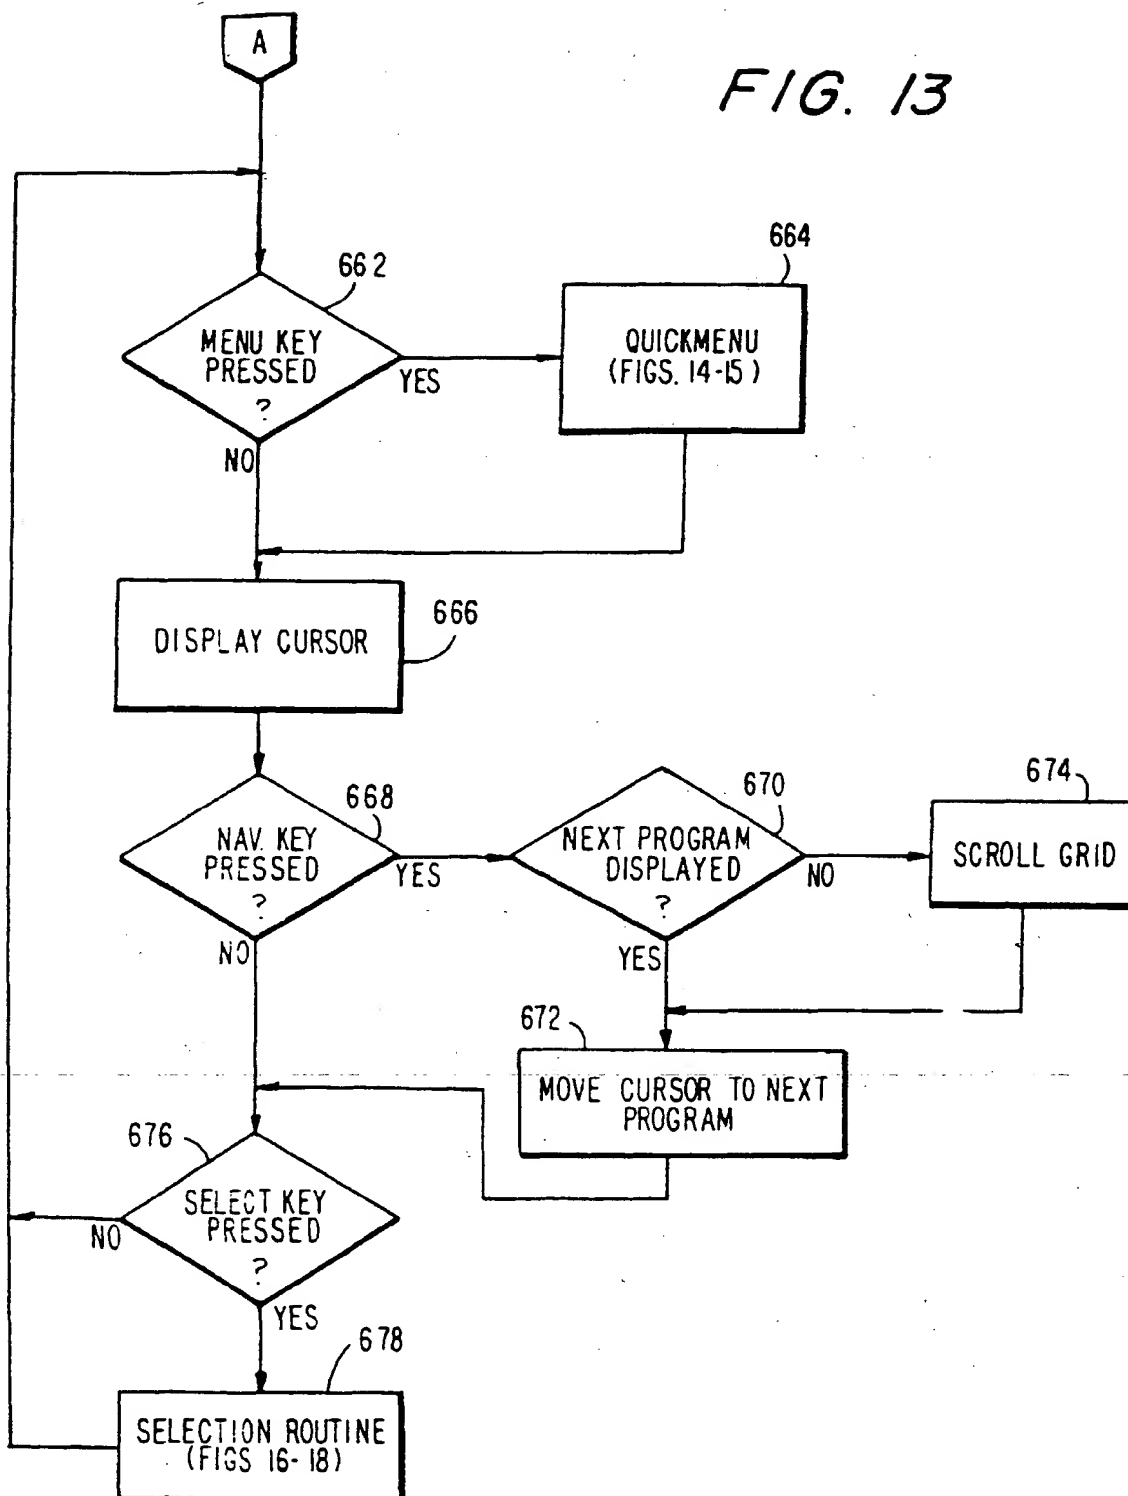 A
FIG. 13
662
664
MENU KEY
PRESSED
?
YES
NO
QUICKMENU
(FIGS. 14-15)
DISPLAY CURSOR
666
668
NAV. KEY
PRESSED
?
YES
NO
670
NEXT PROGRAM
DISPLAYED
?
NO
YES
674
SCROLL GRID
672
MOVE CURSOR TO NEXT
PROGRAM
676
SELECT KEY
PRESSED
?
NO
YES
678
SELECTION ROUTINE
(FIGS 16-18)